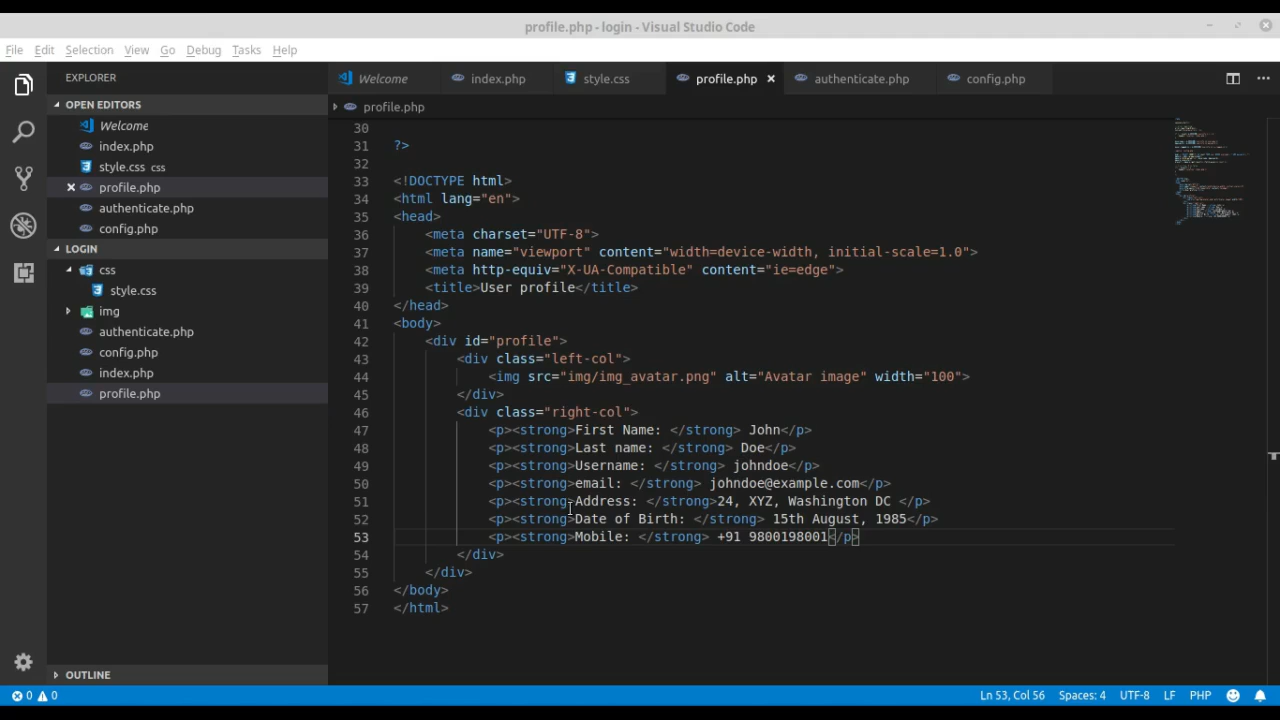 profile.php - login - Visual Studio Code
File Edit Selection View Go Debug Tasks Help
EXPLORER
OPEN EDITORS
Welcome
index.php
style.css css
profile.php
authenticate.php
config.php
LOGIN
css
style.css
img
authenticate.php
config.php
index.php
profile.php
OUTLINE
Welcome index.php style.css profile.php authenticate.php config.php
profile.php
30
31 ?>
32
33 <!DOCTYPE html>
34 <html lang="en">
35 <head>
36 <meta charset="UTF-8">
37 <meta name="viewport" content="width=device-width, initial-scale=1.0">
38 <meta http-equiv="X-UA-Compatible" content="ie=edge">
39 <title>User profile</title>
40 </head>
41 <body>
42 <div id="profile">
43 <div class="left-col">
44 <img src="img/img_avatar.png" alt="Avatar image" width="100">
45 </div>
46 <div class="right-col">
47 <p><strong>First Name: </strong> John</p>
48 <p><strong>Last name: </strong> Doe</p>
49 <p><strong>Username: </strong> johndoe</p>
50 <p><strong>email: </strong> johndoe@example.com</p>
51 <p><strong>Address: </strong>24, XYZ, Washington DC </p>
52 <p><strong>Date of Birth: </strong> 15th August, 1985</p>
53 <p><strong>Mobile: </strong> +91 9800198001</p>
54 </div>
55 </div>
56 </body>
57 </html>
0 0 Ln 53, Col 56 Spaces: 4 UTF-8 LF PHP